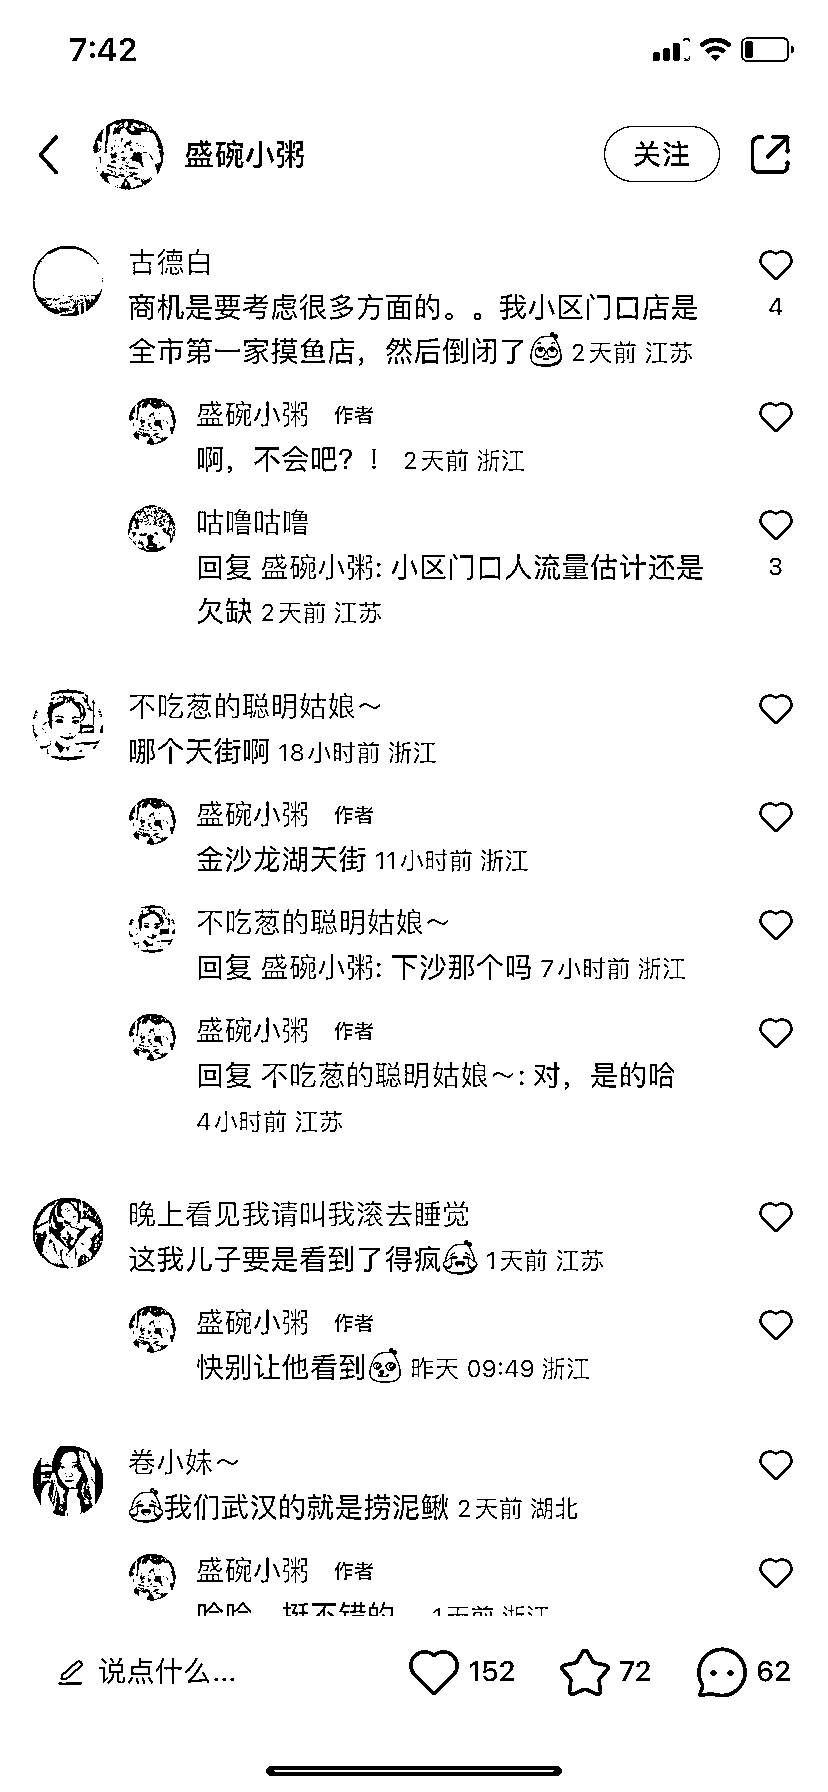 7:42
盛碗小粥
关注
古德白
商机是要考虑很多方面的。。我小区门口店是
4
全市第一家摸鱼店，然后倒闭了 2天前 江苏
盛碗小粥 作者
啊，不会吧？！ 2天前 浙江
咕噜咕噜
回复 盛碗小粥: 小区门口人流量估计还是
3
欠缺 2天前 江苏
不吃葱的聪明姑娘～
哪个天街啊 18小时前 浙江
盛碗小粥 作者
金沙龙湖天街 11小时前 浙江
不吃葱的聪明姑娘～
回复 盛碗小粥: 下沙那个吗 7小时前 浙江
盛碗小粥 作者
回复 不吃葱的聪明姑娘～: 对，是的哈
4小时前 江苏
晚上看见我请叫我滚去睡觉
这我儿子要是看到了得疯 1天前 江苏
盛碗小粥 作者
快别让他看到 昨天 09:49 浙江
卷小妹～
我们武汉的就是捞泥鳅 2天前 湖北
盛碗小粥 作者
哈哈，挺不错的 1天前 浙江
说点什么...
152
72
62